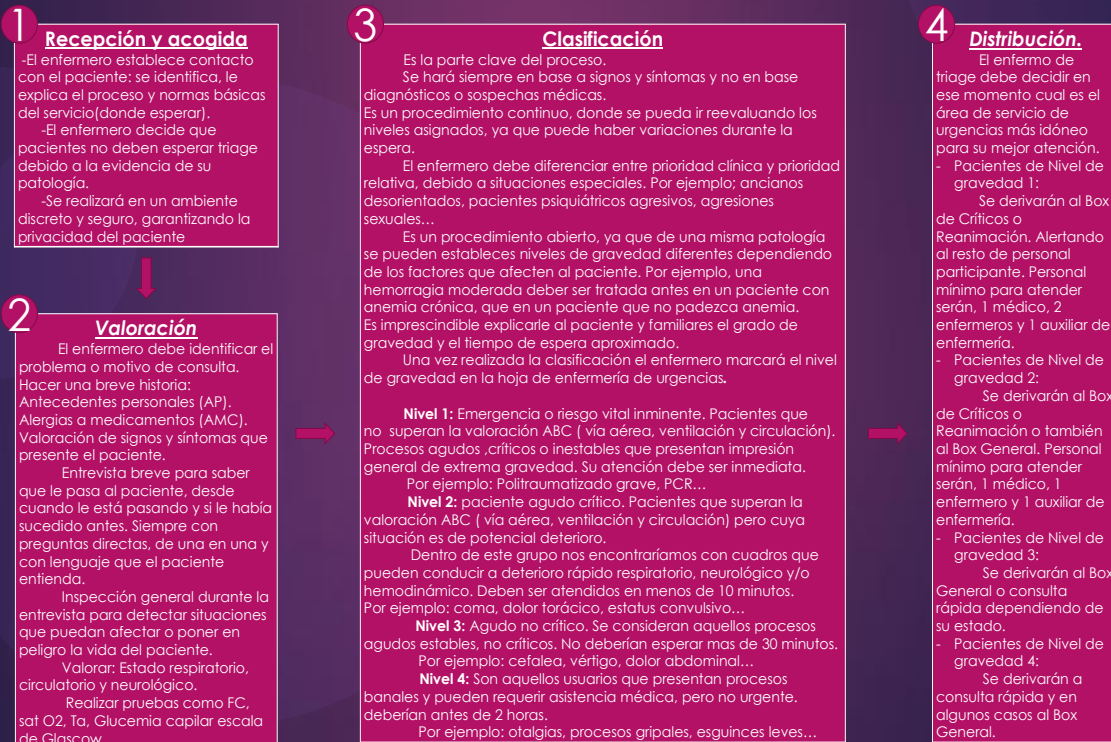 1
Recepción y acogida
-El enfermero establece contacto
con el paciente: se identifica, le
explica el proceso y normas básicas
del servicio(donde esperar).
-El enfermero decide que
pacientes no deben esperar triage
debido a la evidencia de su
patología.
-Se realizará en un ambiente
discreto y seguro, garantizando la
privacidad del paciente
2
Valoración
El enfermero debe identificar el
problema o motivo de consulta.
Hacer una breve historia:
Antecedentes personales (AP).
Alergias a medicamentos (AMC).
Valoración de signos y síntomas que
presente el paciente.
Entrevista breve para saber
que le pasa al paciente, desde
cuando le está pasando y si le había
sucedido antes. Siempre con
preguntas directas, de una en una y
con lenguaje que el paciente
entienda.
Inspección general durante la
entrevista para detectar situaciones
que puedan afectar o poner en
peligro la vida del paciente.
Valorar: Estado respiratorio,
circulatorio y neurológico.
Realizar pruebas como FC,
sat O2, Ta, Glucemia capilar escala
de Glascow
3
Clasificación
Es la parte clave del proceso.
Se hará siempre en base a signos y síntomas y no en base
diagnósticos o sospechas médicas.
Es un procedimiento continuo, donde se pueda ir reevaluando los
niveles asignados, ya que puede haber variaciones durante la
espera.
El enfermero debe diferenciar entre prioridad clínica y prioridad
relativa, debido a situaciones especiales. Por ejemplo; ancianos
desorientados, pacientes psiquiátricos agresivos, agresiones
sexuales…
Es un procedimiento abierto, ya que de una misma patología
se pueden estableces niveles de gravedad diferentes dependiendo
de los factores que afecten al paciente. Por ejemplo, una
hemorragia moderada deber ser tratada antes en un paciente con
anemia crónica, que en un paciente que no padezca anemia.
Es imprescindible explicarle al paciente y familiares el grado de
gravedad y el tiempo de espera aproximado.
Una vez realizada la clasificación el enfermero marcará el nivel
de gravedad en la hoja de enfermería de urgencias.
Nivel 1: Emergencia o riesgo vital inminente. Pacientes que
no superan la valoración ABC ( vía aérea, ventilación y circulación).
Procesos agudos ,críticos o inestables que presentan impresión
general de extrema gravedad. Su atención debe ser inmediata.
Por ejemplo: Politraumatizado grave, PCR…
Nivel 2: paciente agudo crítico. Pacientes que superan la
valoración ABC ( vía aérea, ventilación y circulación) pero cuya
situación es de potencial deterioro.
Dentro de este grupo nos encontraríamos con cuadros que
pueden conducir a deterioro rápido respiratorio, neurológico y/o
hemodinámico. Deben ser atendidos en menos de 10 minutos.
Por ejemplo: coma, dolor torácico, estatus convulsivo…
Nivel 3: Agudo no crítico. Se consideran aquellos procesos
agudos estables, no críticos. No deberían esperar mas de 30 minutos.
Por ejemplo: cefalea, vértigo, dolor abdominal…
Nivel 4: Son aquellos usuarios que presentan procesos
banales y pueden requerir asistencia médica, pero no urgente.
deberían antes de 2 horas.
Por ejemplo: otalgias, procesos gripales, esguinces leves…
4
Distribución.
El enfermo de
triage debe decidir en
ese momento cual es el
área de servicio de
urgencias más idóneo
para su mejor atención.
- Pacientes de Nivel de
gravedad 1:
Se derivarán al Box
de Críticos o
Reanimación. Alertando
al resto de personal
participante. Personal
mínimo para atender
serán, 1 médico, 2
enfermeros y 1 auxiliar de
enfermería.
- Pacientes de Nivel de
gravedad 2:
Se derivarán al Box
de Críticos o
Reanimación o también
al Box General. Personal
mínimo para atender
serán, 1 médico, 1
enfermero y 1 auxiliar de
enfermería.
- Pacientes de Nivel de
gravedad 3:
Se derivarán al Box
General o consulta
rápida dependiendo de
su estado.
- Pacientes de Nivel de
gravedad 4:
Se derivarán a
consulta rápida y en
algunos casos al Box
General.